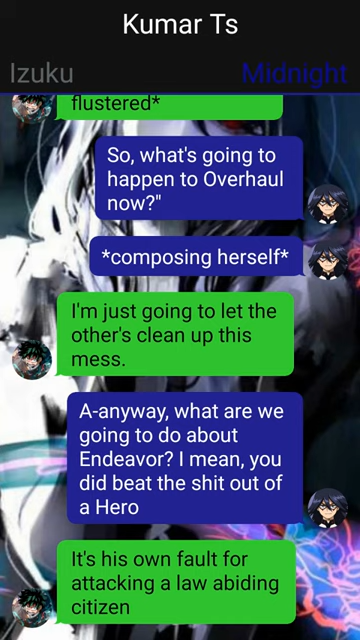 Kumar Ts
Izuku
Midnight
flustered*
So, what's going to
happen to Overhaul
now?"
*composing herself*
I'm just going to let the
other's clean up this
mess.
A-anyway, what are we
going to do about
Endeavor? I mean, you
did beat the shit out of
a Hero
It's his own fault for
attacking a law abiding
citizen